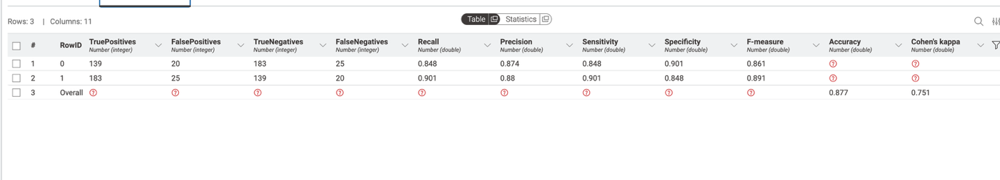 Table Statistics
Rows: 3 | Columns: 11
# RowID TruePositives FalsePositives TrueNegatives FalseNegatives Recall Precision Sensitivity Specificity F-measure Accuracy Cohen's kappa
Number (integer) Number (integer) Number (integer) Number (integer) Number (double) Number (double) Number (double) Number (double) Number (double) Number (double) Number (double)
1 0 139 20 183 25 0.848 0.874 0.848 0.901 0.861 ? ?
2 1 183 25 139 20 0.901 0.88 0.901 0.848 0.891 ? ?
3 Overall ? ? ? ? ? ? ? ? ? 0.877 0.751